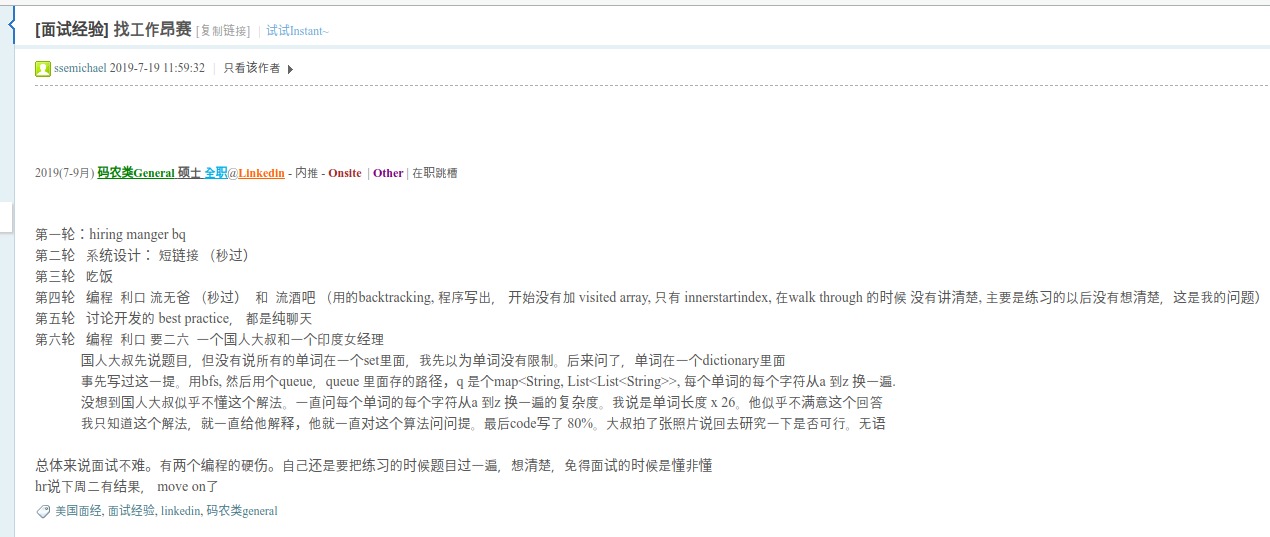 [面试经验] 找工作昂赛 [复制链接] | 试试Instant~
ssemichael 2019-7-19 11:59:32 | 只看该作者
2019(7-9月) 码农类General 硕士 全职@Linkedin - 内推 - Onsite | Other | 在职跳槽
第一轮：hiring manger bq
第二轮 系统设计： 短链接 （秒过）
第三轮 吃饭
第四轮 编程 利口 流无爸 （秒过） 和 流酒吧 （用的backtracking, 程序写出， 开始没有加 visited array, 只有 innerstartindex, 在walk through 的时候 没有讲清楚, 主要是练习的以后没有想清楚，这是我的问题）
第五轮 讨论开发的 best practice， 都是纯聊天
第六轮 编程 利口 要二六 一个国人大叔和一个印度女经理
国人大叔先说题目，但没有说所有的单词在一个set里面，我先以为单词没有限制。后来问了，单词在一个dictionary里面
事先写过这一提。用bfs, 然后用个queue，queue 里面存的路径，q 是个map<String, List<List<String>>, 每个单词的每个字符从a 到z 换一遍.
没想到国人大叔似乎不懂这个解法。一直问每个单词的每个字符从a 到z 换一遍的复杂度。我说是单词长度 x 26。他似乎不满意这个回答
我只知道这个解法，就一直给他解释，他就一直对这个算法问问提。最后code写了 80%。大叔拍了张照片说回去研究一下是否可行。无语
总体来说面试不难。有两个编程的硬伤。自己还是要把练习的时候题目过一遍，想清楚，免得面试的时候是懂非懂
hr说下周二有结果， move on了
美国面经, 面试经验, linkedin, 码农类general